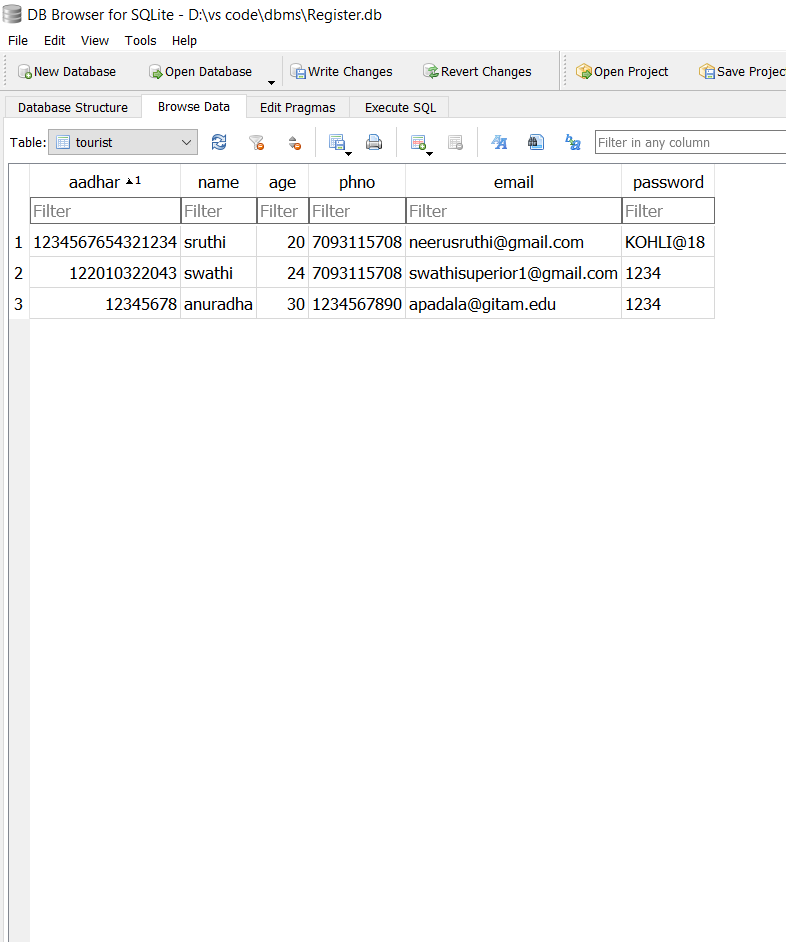 DB Browser for SQLite - D:\vs code\dbms\Register.db
File Edit View Tools Help
New Database Open Database Write Changes Revert Changes Open Project Save Projec
Database Structure Browse Data Edit Pragmas Execute SQL
Table: tourist Filter in any column
aadhar 1 name age phno email password
Filter Filter Filter Filter Filter Filter
1 1234567654321234 sruthi 20 7093115708 neerusruthi@gmail.com KOHLI@18
2 122010322043 swathi 24 7093115708 swathisuperior1@gmail.com 1234
3 12345678 anuradha 30 1234567890 apadala@gitam.edu 1234